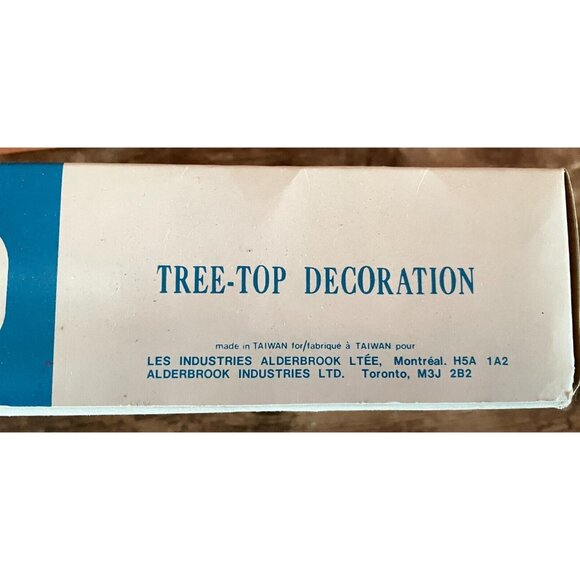 TREE-TOP DECORATION
made in TAIWAN for/fabriqué à TAIWAN pour
LES INDUSTRIES ALDERBROOK LTÉE, Montréal. H5A 1A2
ALDERBROOK INDUSTRIES LTD. Toronto, M3J 2B2